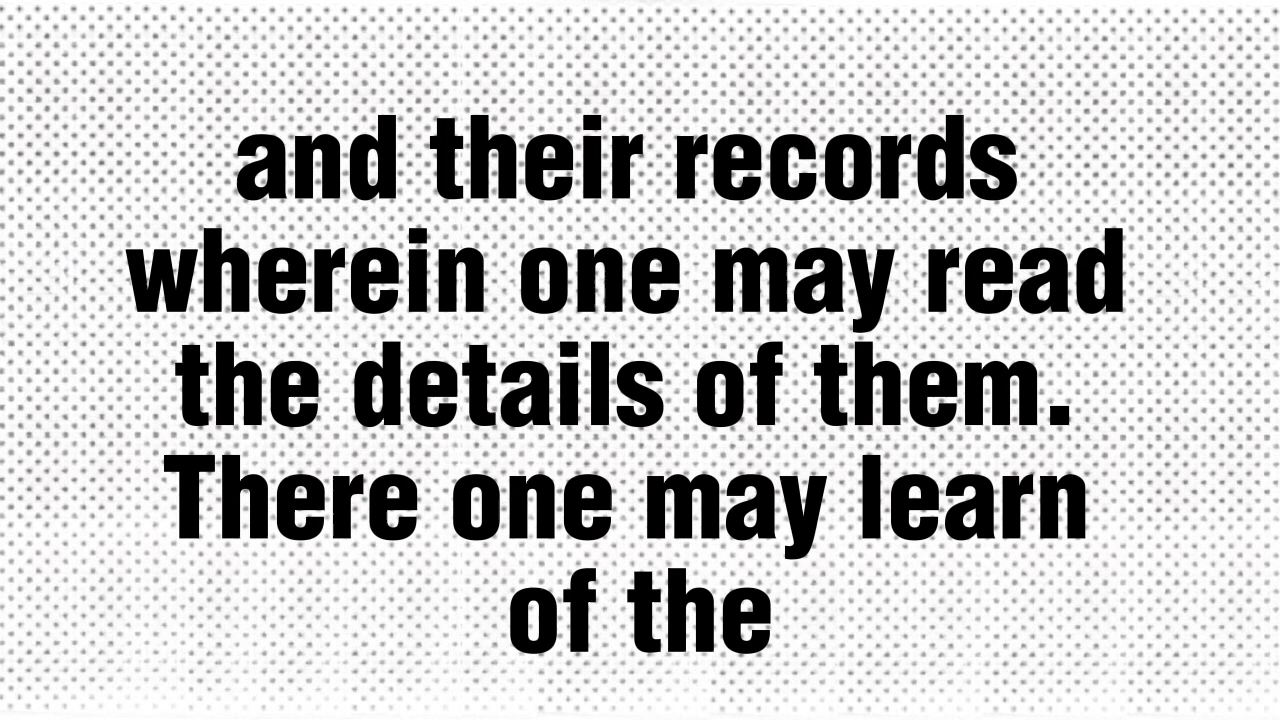 and their records
wherein one may read
the details of them.
There one may learn
of the